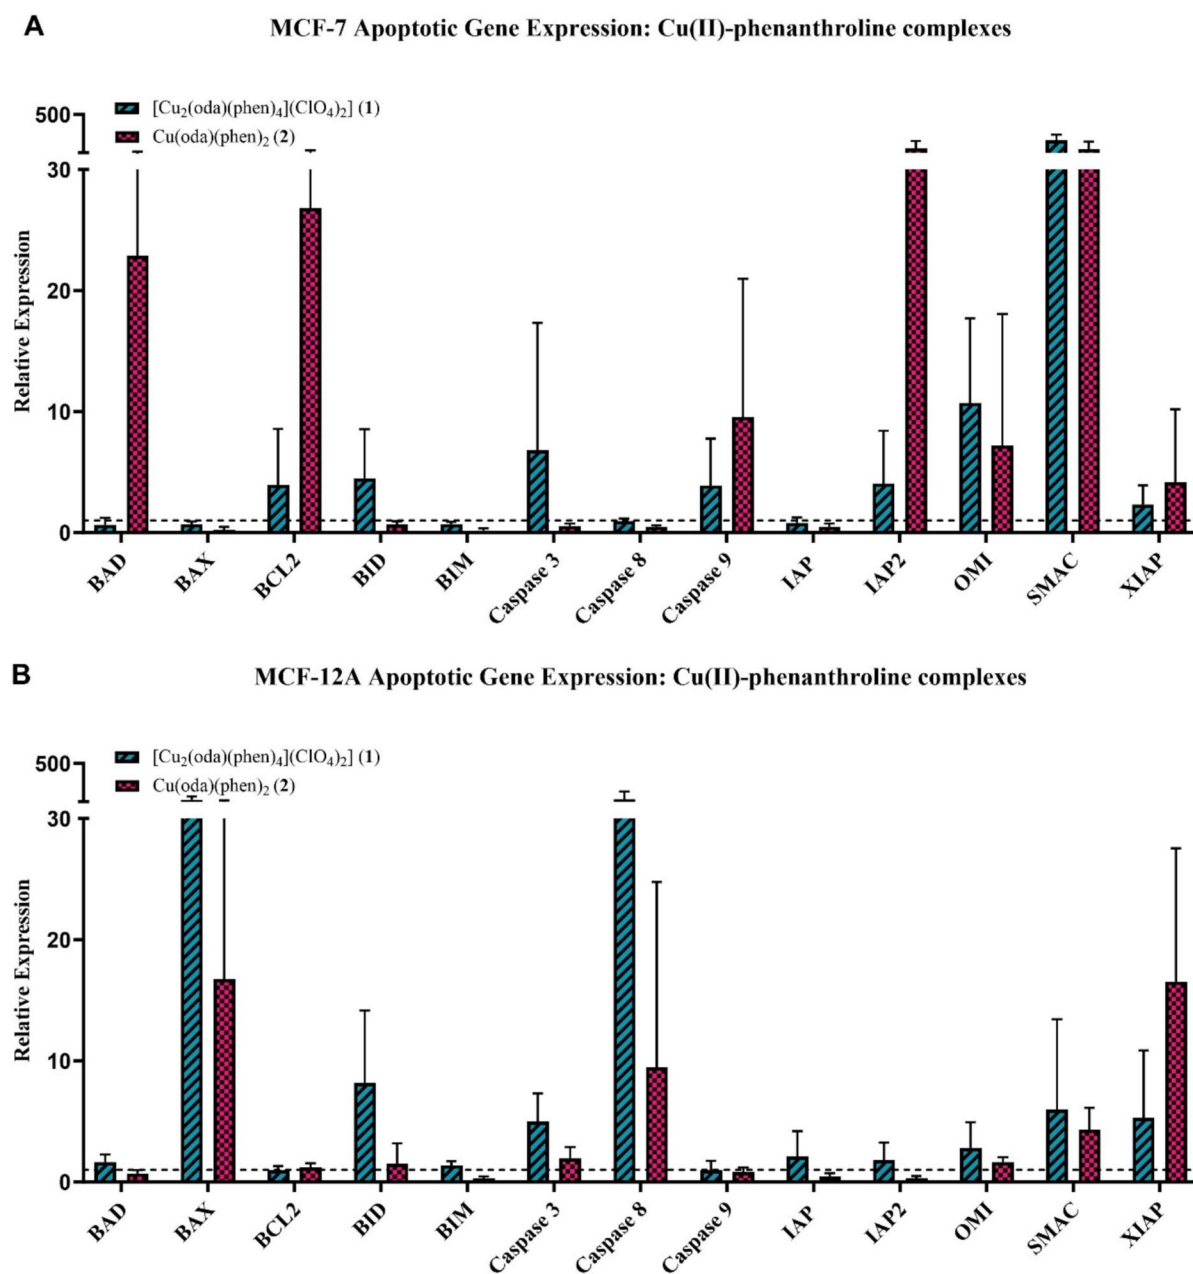 A
MCF-7 Apoptotic Gene Expression: Cu(II)-phenanthroline complexes
[Cu₂(oda)(phen)₄](ClO₄)₂] (1)
Cu(oda)(phen)₂ (2)
500
30
20
10
0
Relative Expression
BAD
BAX
BCL2
BID
BIM
Caspase 3
Caspase 8
Caspase 9
IAP
IAP2
OMI
SMAC
XIAP
B
MCF-12A Apoptotic Gene Expression: Cu(II)-phenanthroline complexes
[Cu₂(oda)(phen)₄](ClO₄)₂] (1)
Cu(oda)(phen)₂ (2)
500
30
20
10
0
Relative Expression
BAD
BAX
BCL2
BID
BIM
Caspase 3
Caspase 8
Caspase 9
IAP
IAP2
OMI
SMAC
XIAP